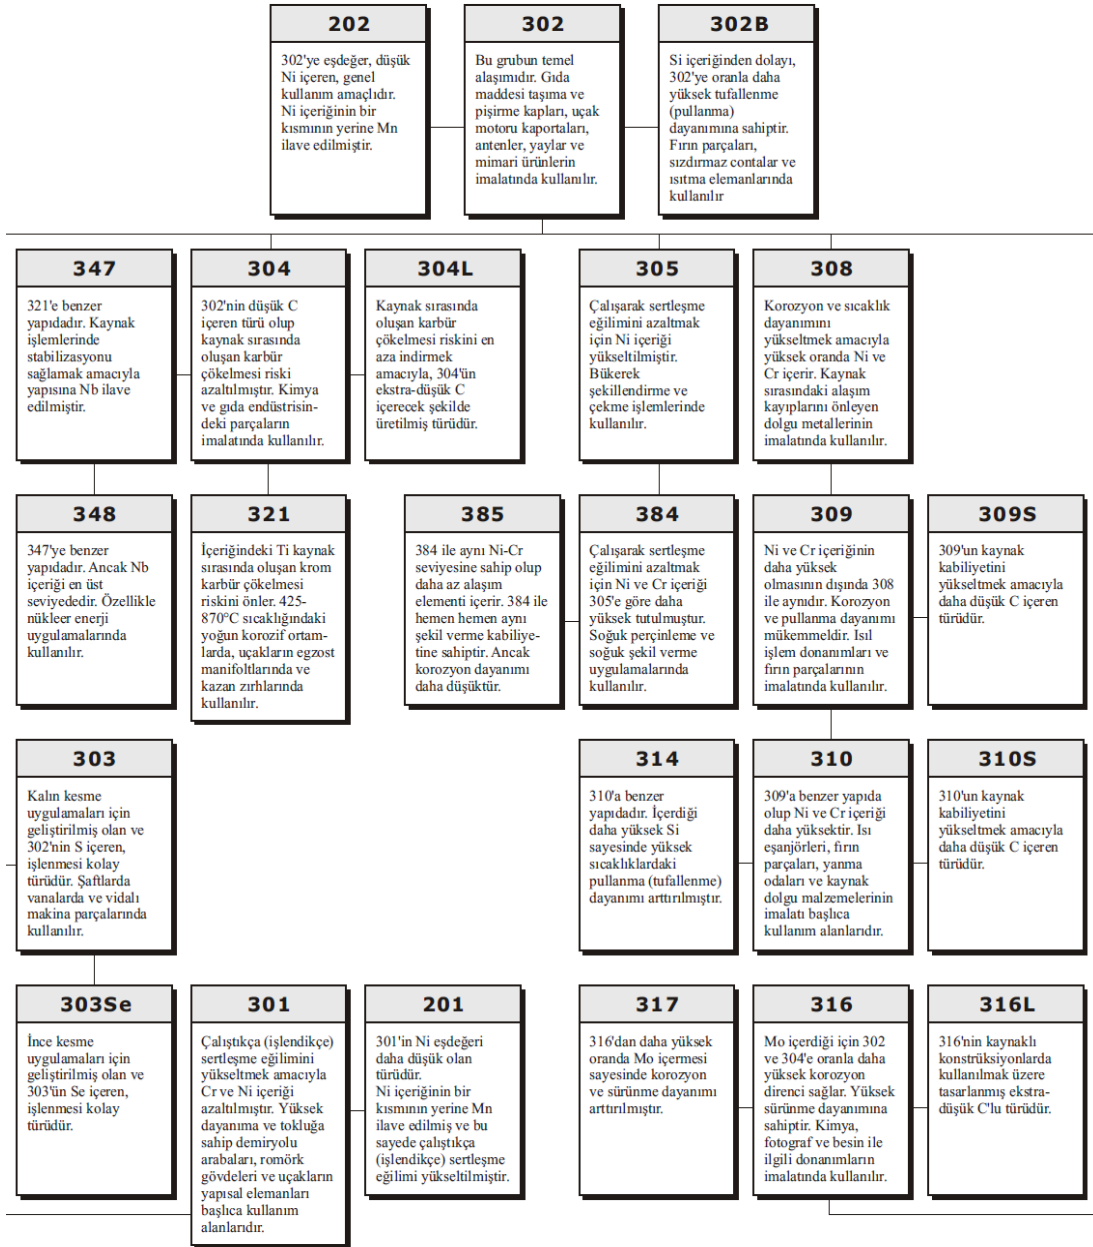 202
302'ye eşdeğer, düşük
Ni içeren, genel
kullanım amaçlıdır.
Ni içeriğinin bir
kısmının yerine Mn
ilave edilmiştir.
302
Bu grubun temel
alaşımıdır. Gıda
maddesi taşıma ve
pişirme kapları, uçak
motoru kaportaları,
antenler, yaylar ve
mimari ürünlerin
imalatında kullanılır.
302B
Si içeriğinden dolayı,
302'ye oranla daha
yüksek tufallenme
(pullanma)
dayanımına sahiptir.
Fırın parçaları,
sızdırmaz contalar ve
ısıtma elemanlarında
kullanılır
347
321'e benzer
yapıdadır. Kaynak
işlemlerinde
stabilizasyonu
sağlamak amacıyla
yapısına Nb ilave
edilmiştir.
304
302'nin düşük C
içeren türü olup
kaynak sırasında
oluşan karbür
çökelmesi riski
azaltılmıştır. Kimya
ve gıda endüstrisin-
deki parçaların
imalatında kullanılır.
304L
Kaynak sırasında
oluşan karbür
çökelmesi riskini en
aza indirmek
amacıyla, 304'ün
ekstra-düşük C
içerecek şekilde
üretilmiş türüdür.
305
Çalışarak sertleşme
eğilimini azaltmak
için Ni içeriği
yükseltilmiştir.
Bükerek
şekillendirme ve
çekme işlemlerinde
kullanılır.
308
Korozyon ve sıcaklık
dayanımını
yükseltmek amacıyla
yüksek oranda Ni ve
Cr içerir. Kaynak
sırasındaki alaşım
kayıplarını önleyen
dolgu metallerinin
imalatında kullanılır.
348
347'ye benzer
yapıdadır. Ancak Nb
içeriği en üst
seviyededir. Özellikle
nükleer enerji
uygulamalarında
kullanılır.
321
İçeriğindeki Ti kaynak
sırasında oluşan krom
karbür çökelmesi
riskini önler. 425-
870°C sıcaklığındaki
yoğun korozif ortam-
larda, uçakların egzost
manifoltlarında ve
kazan zırhlarında
kullanılır.
385
384 ile aynı Ni-Cr
seviyesine sahip olup
daha az alaşım
elementi içerir. 384 ile
hemen hemen aynı
şekil verme kabiliye-
tine sahiptir. Ancak
korozyon dayanımı
daha düşüktür.
384
Çalışarak sertleşme
eğilimini azaltmak
için Ni ve Cr içeriği
305'e göre daha
yüksek tutulmuştur.
Soğuk perçinleme ve
soğuk şekil verme
uygulamalarında
kullanılır.
309
Ni ve Cr içeriğinin
daha yüksek
olmasının dışında 308
ile aynıdır. Korozyon
ve pullanma dayanımı
mükemmeldir. Isıl
işlem donanımları ve
fırın parçalarının
imalatında kullanılır.
309S
309'un kaynak
kabiliyetini
yükseltmek amacıyla
daha düşük C içeren
türüdür.
303
Kalın kesme
uygulamaları için
geliştirilmiş olan ve
302'nin S içeren,
işlenmesi kolay
türüdür. Şaftlarda
vanalarda ve vidalı
makina parçalarında
kullanılır.
314
310'a benzer
yapıdadır. İçerdiği
daha yüksek Si
sayesinde yüksek
sıcaklıklardaki
pullanma (tufallenme)
dayanımı arttırılmıştır.
310
309'a benzer yapıda
olup Ni ve Cr içeriği
daha yüksektir. Isı
eşanjörleri, fırın
parçaları, yanma
odaları ve kaynak
dolgu malzemelerinin
imalatı başlıca
kullanım alanlarıdır.
310S
310'un kaynak
kabiliyetini
yükseltmek amacıyla
daha düşük C içeren
türüdür.
303Se
İnce kesme
uygulamaları için
geliştirilmiş olan ve
303'ün Se içeren,
işlenmesi kolay
türüdür.
301
Çalıştıkça (işlendikçe)
sertleşme eğilimini
yükseltmek amacıyla
Cr ve Ni içeriği
azaltılmıştır. Yüksek
dayanıma ve tokluğa
sahip demiryolu
arabaları, romörk
gövdeleri ve uçakların
yapısal elemanları
başlıca kullanım
alanlarıdır.
201
301'in Ni eşdeğeri
daha düşük olan
türüdür.
Ni içeriğinin bir
kısmının yerine Mn
ilave edilmiş ve bu
sayede çalıştıkça
(işlendikçe) sertleşme
eğilimi yükseltilmiştir.
317
316'dan daha yüksek
oranda Mo içermesi
sayesinde korozyon
ve sürünme dayanımı
arttırılmıştır.
316
Mo içerdiği için 302
ve 304'e oranla daha
yüksek korozyon
direnci sağlar. Yüksek
sürünme dayanımına
sahiptir. Kimya,
fotograf ve besin ile
ilgili donanımların
imalatında kullanılır.
316L
316'nin kaynaklı
konstrüksiyonlarda
kullanılmak üzere
tasarlanmış ekstra-
düşük C'lu türüdür.